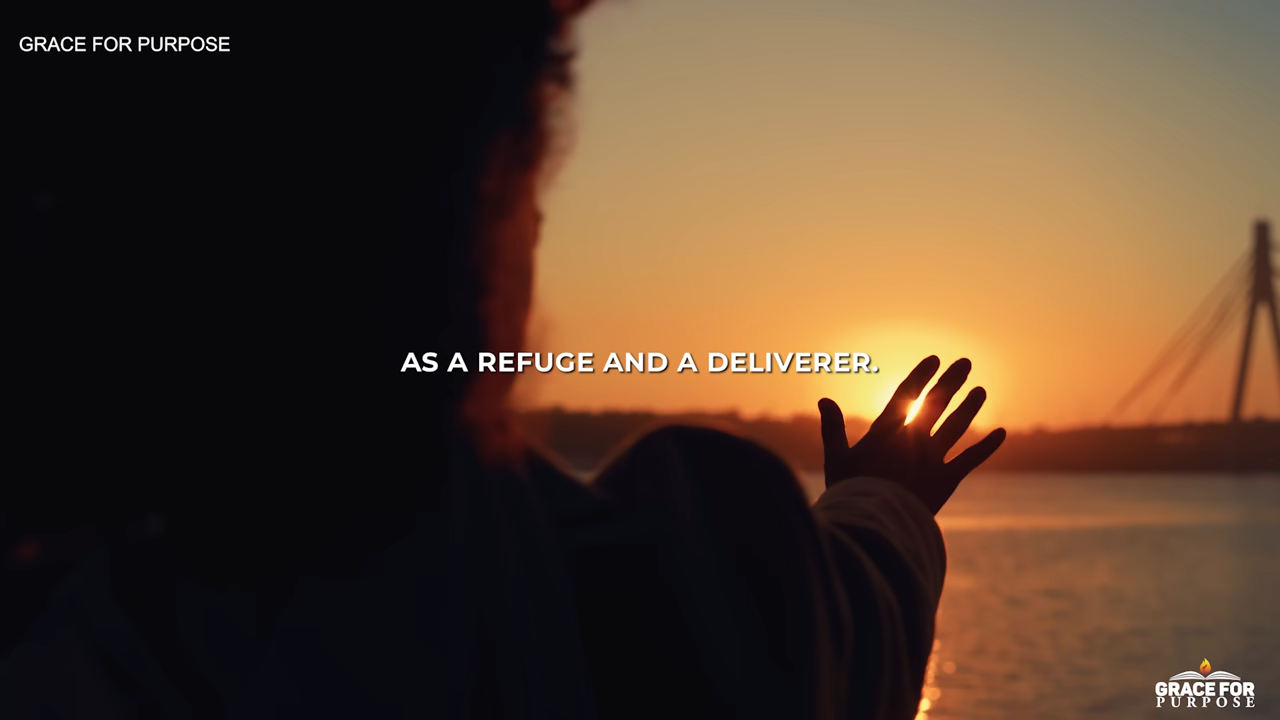 GRACE FOR PURPOSE
AS A REFUGE AND A DELIVERER.
GRACE FOR
PURPOSE